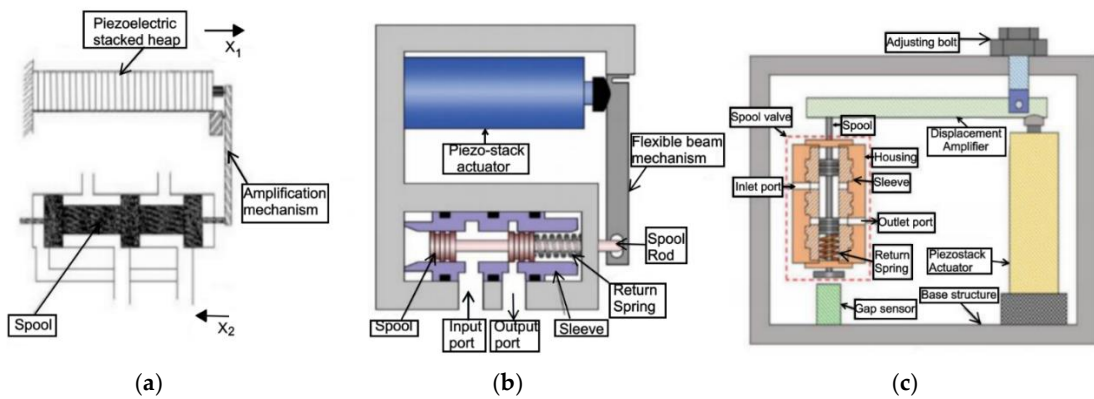 Piezoelectric
stacked heap
X1
Amplification
mechanism
Spool
X2
(a)
Piezo-stack
actuator
Flexible beam
mechanism
Spool
Rod
Return
Spring
Spool
Input
port
Output
port
Sleeve
(b)
Adjusting bolt
Spool valve
Spool
Displacement
Amplifier
Housing
Sleeve
Inlet port
Outlet port
Return
Spring
Piezostack
Actuator
Gap sensor
Base structure
(c)